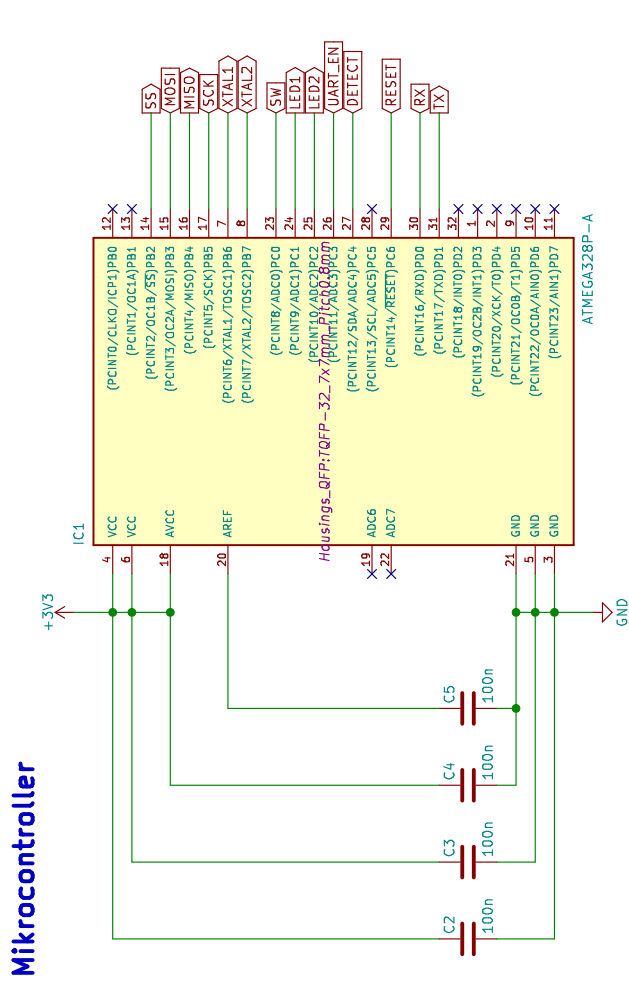 Mikrocontroller
+3V3
IC1
4 VCC (PCINT0/CLKO/ICP1)PB0 12
6 VCC (PCINT1/OC1A)PB1 13
(PCINT2/OC1B/SS)PB2 14 SS
18 AVCC (PCINT3/OC2A/MOSI)PB3 15 MOSI
(PCINT4/MISO)PB4 16 MISO
(PCINT5/SCK)PB5 17 SCK
20 AREF (PCINT6/XTAL1/TOSC1)PB6 7 XTAL1
(PCINT7/XTAL2/TOSC2)PB7 8 XTAL2
(PCINT8/ADC0)PC0 23 SW
(PCINT9/ADC1)PC1 24 LED1
(PCINT10/ADC2)PC2 25 LED2
Housings_QFP:TQFP-32_7x7mm_Pitch0.8mm
(PCINT11/ADC3)PC3 26 UART_EN
(PCINT12/SDA/ADC4)PC4 27 DETECT
19 ADC6 (PCINT13/SCL/ADC5)PC5 28
22 ADC7 (PCINT14/RESET)PC6 29 RESET
(PCINT16/RXD)PD0 30 RX
(PCINT17/TXD)PD1 31 TX
(PCINT18/INT0)PD2 32
(PCINT19/OC2B/INT1)PD3 1
(PCINT20/XCK/T0)PD4 2
21 GND (PCINT21/OC0B/T1)PD5 9
5 GND (PCINT22/OC0A/AIN0)PD6 10
3 GND (PCINT23/AIN1)PD7 11
ATMEGA328P-A
C2 C3 C4 C5
100n 100n 100n 100n
GND